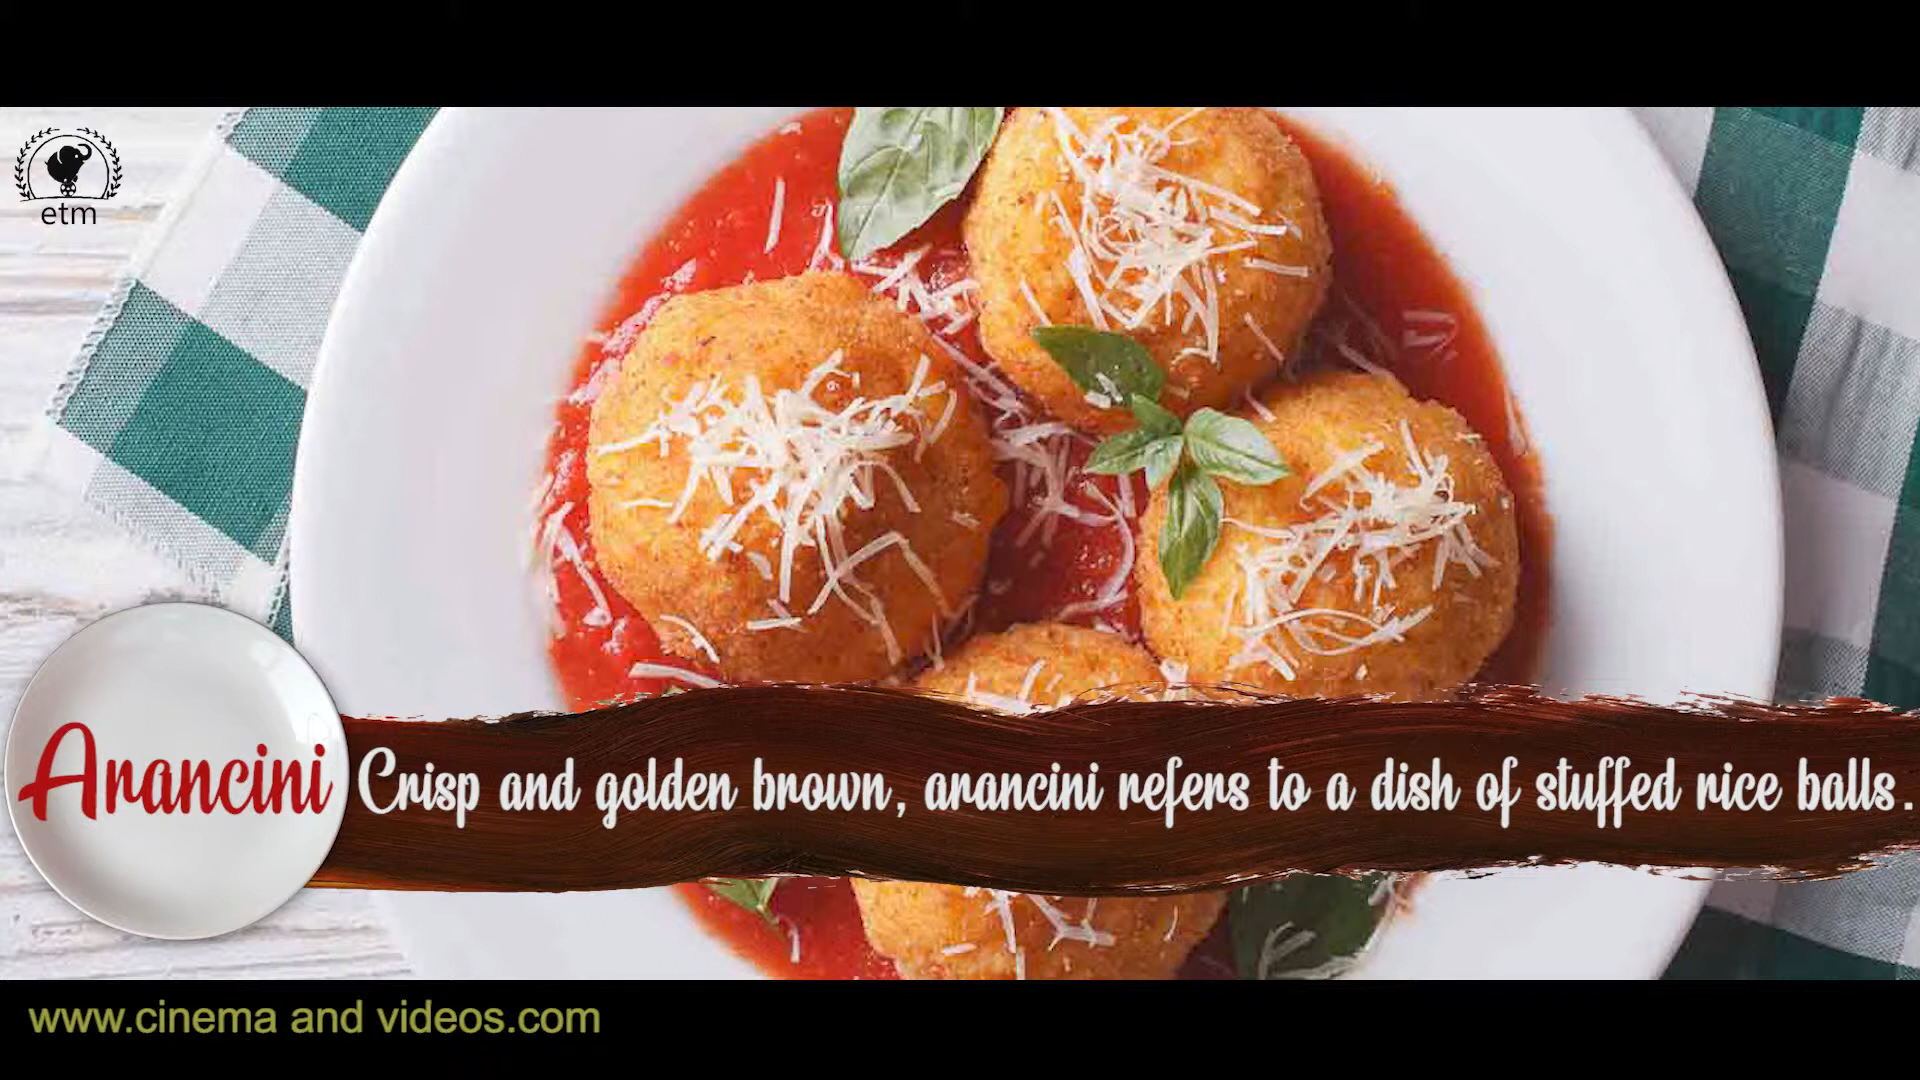 etm
Arancini
Crisp and golden brown, arancini refers to a dish of stuffed rice balls.
www.cinema and videos.com